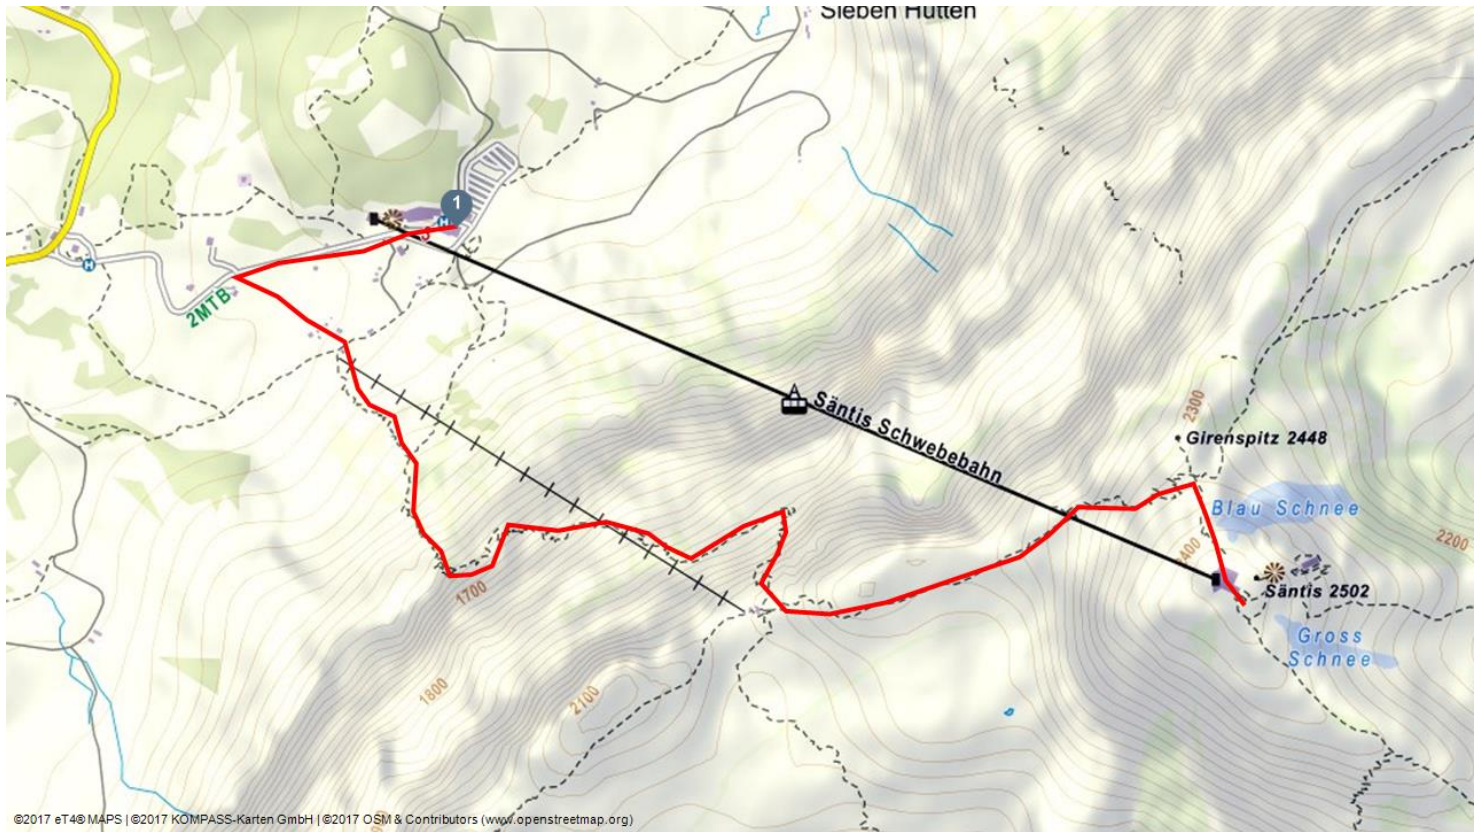 Sieben Hütten
1
H
H
2MTB
Säntis Schwebebahn
2300
Girenspitz 2448
Blau Schnee
2200
400
Säntis 2502
1700
Gross
Schnee
1800
2100
©2017 eT4® MAPS | ©2017 KOMPASS-Karten GmbH | ©2017 OSM & Contributors (www.openstreetmap.org)